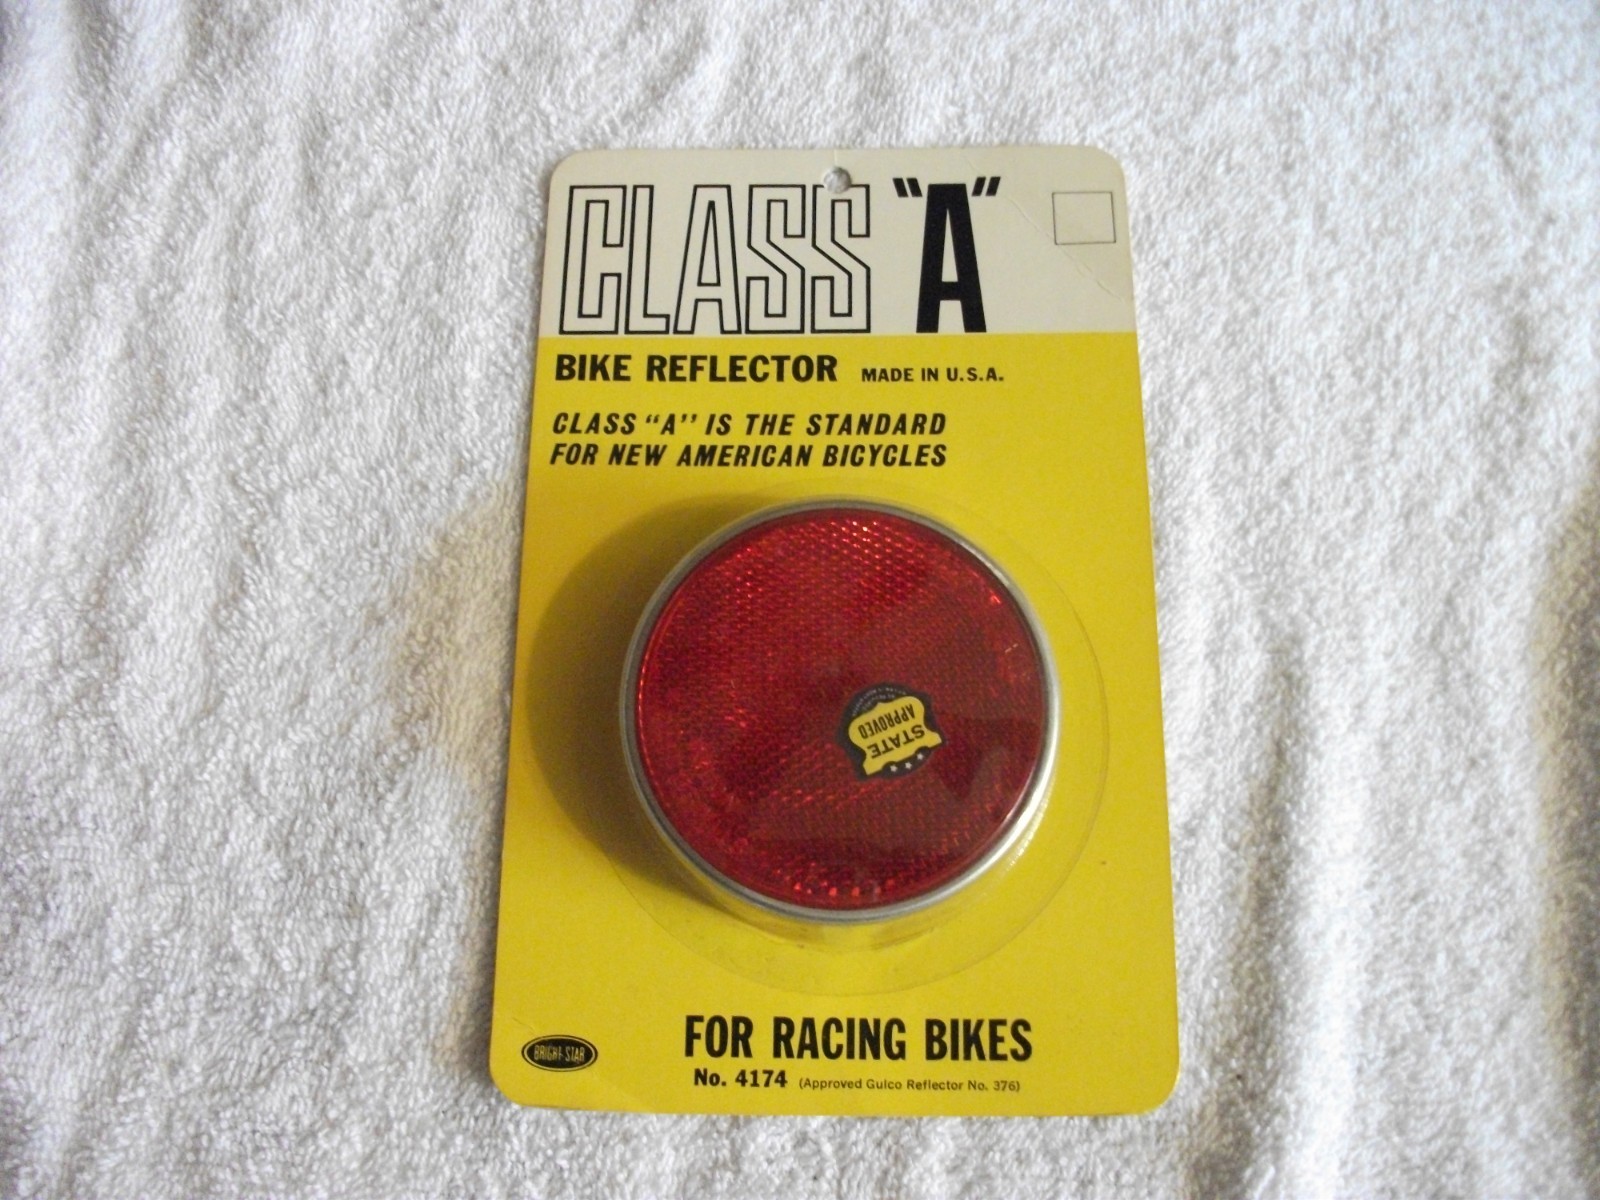 CLASS "A"
BIKE REFLECTOR MADE IN U.S.A.
CLASS "A" IS THE STANDARD
FOR NEW AMERICAN BICYCLES
STATE
APPROVED
FOR RACING BIKES
BRIGHT STAR
No. 4174 (Approved Gulco Reflector No. 376)